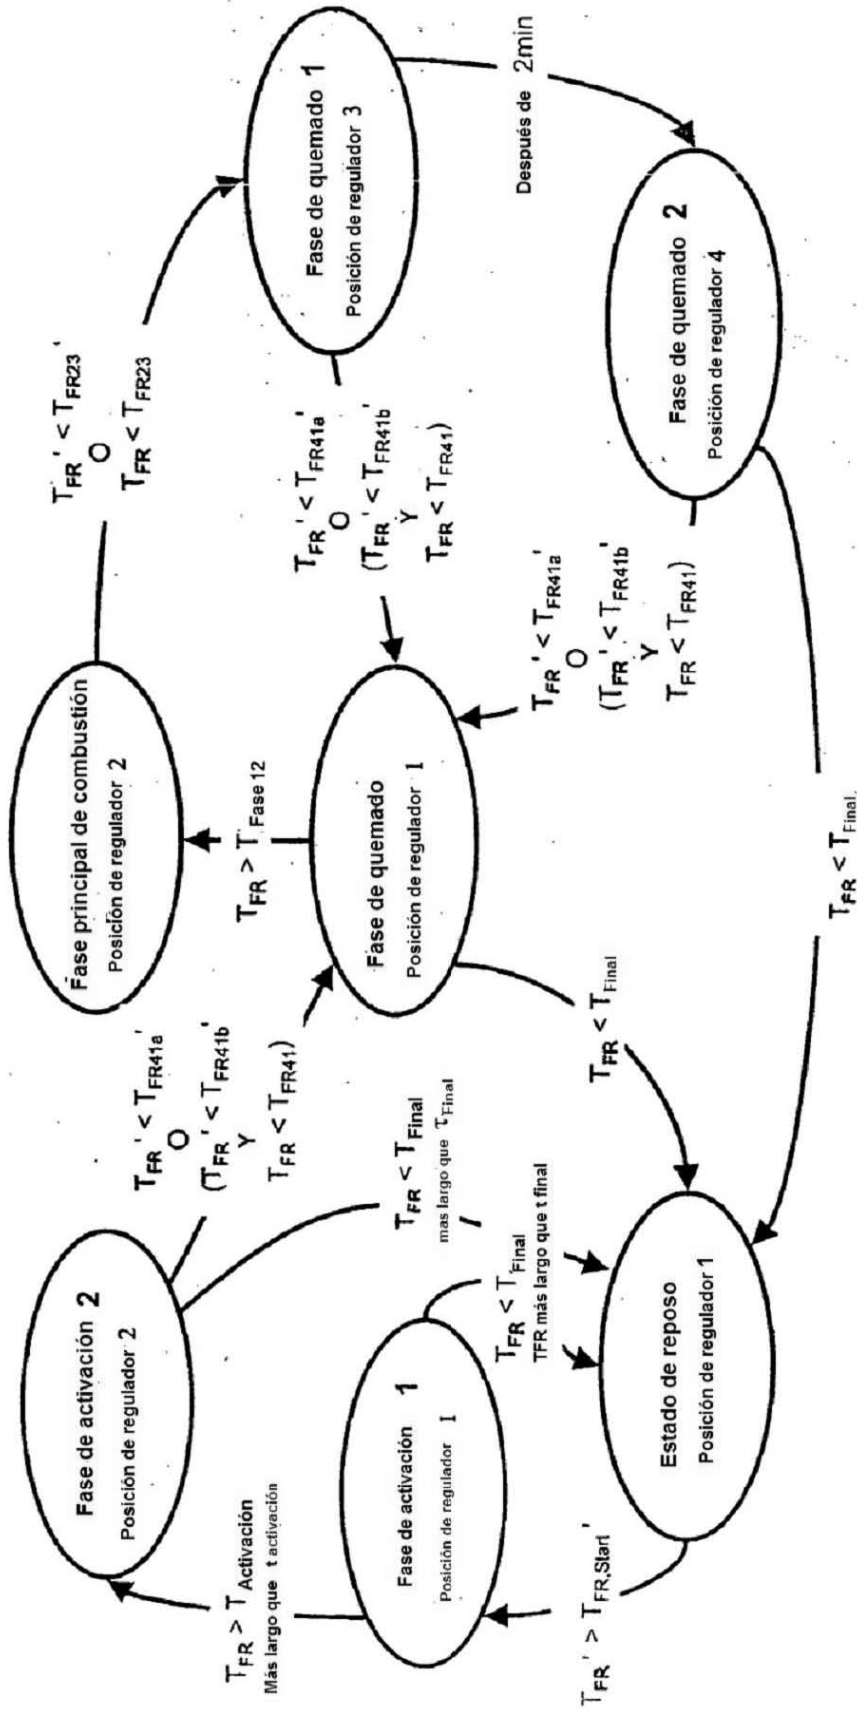 Fase de activación 2
Posición de regulador 2
T_FR' < T_FR41a'
O
(T_FR' < T_FR41b'
Y
T_FR < T_FR41)
Fase principal de combustión
Posición de regulador 2
T_FR' < T_FR23'
O
T_FR < T_FR23
Fase de quemado 1
Posición de regulador 3
T_FR > T_Activación
Más largo que t activación
T_FR < T_Final
mas largo que τ_Final
T_FR > T_Fase 12
T_FR' < T_FR41a'
O
(T_FR' < T_FR41b'
Y
T_FR < T_FR41)
Después de 2min
Fase de activación 1
Posición de regulador 1
T_FR < T_Final
TFR más largo que t final
Fase de quemado
Posición de regulador 1
T_FR' < T_FR41a'
O
(T_FR' < T_FR41b'
Y
T_FR < T_FR41)
Fase de quemado 2
Posición de regulador 4
T_FR' > T_FR,Start'
Estado de reposo
Posición de regulador 1
T_FR < T_Final
T_FR < T_Final.